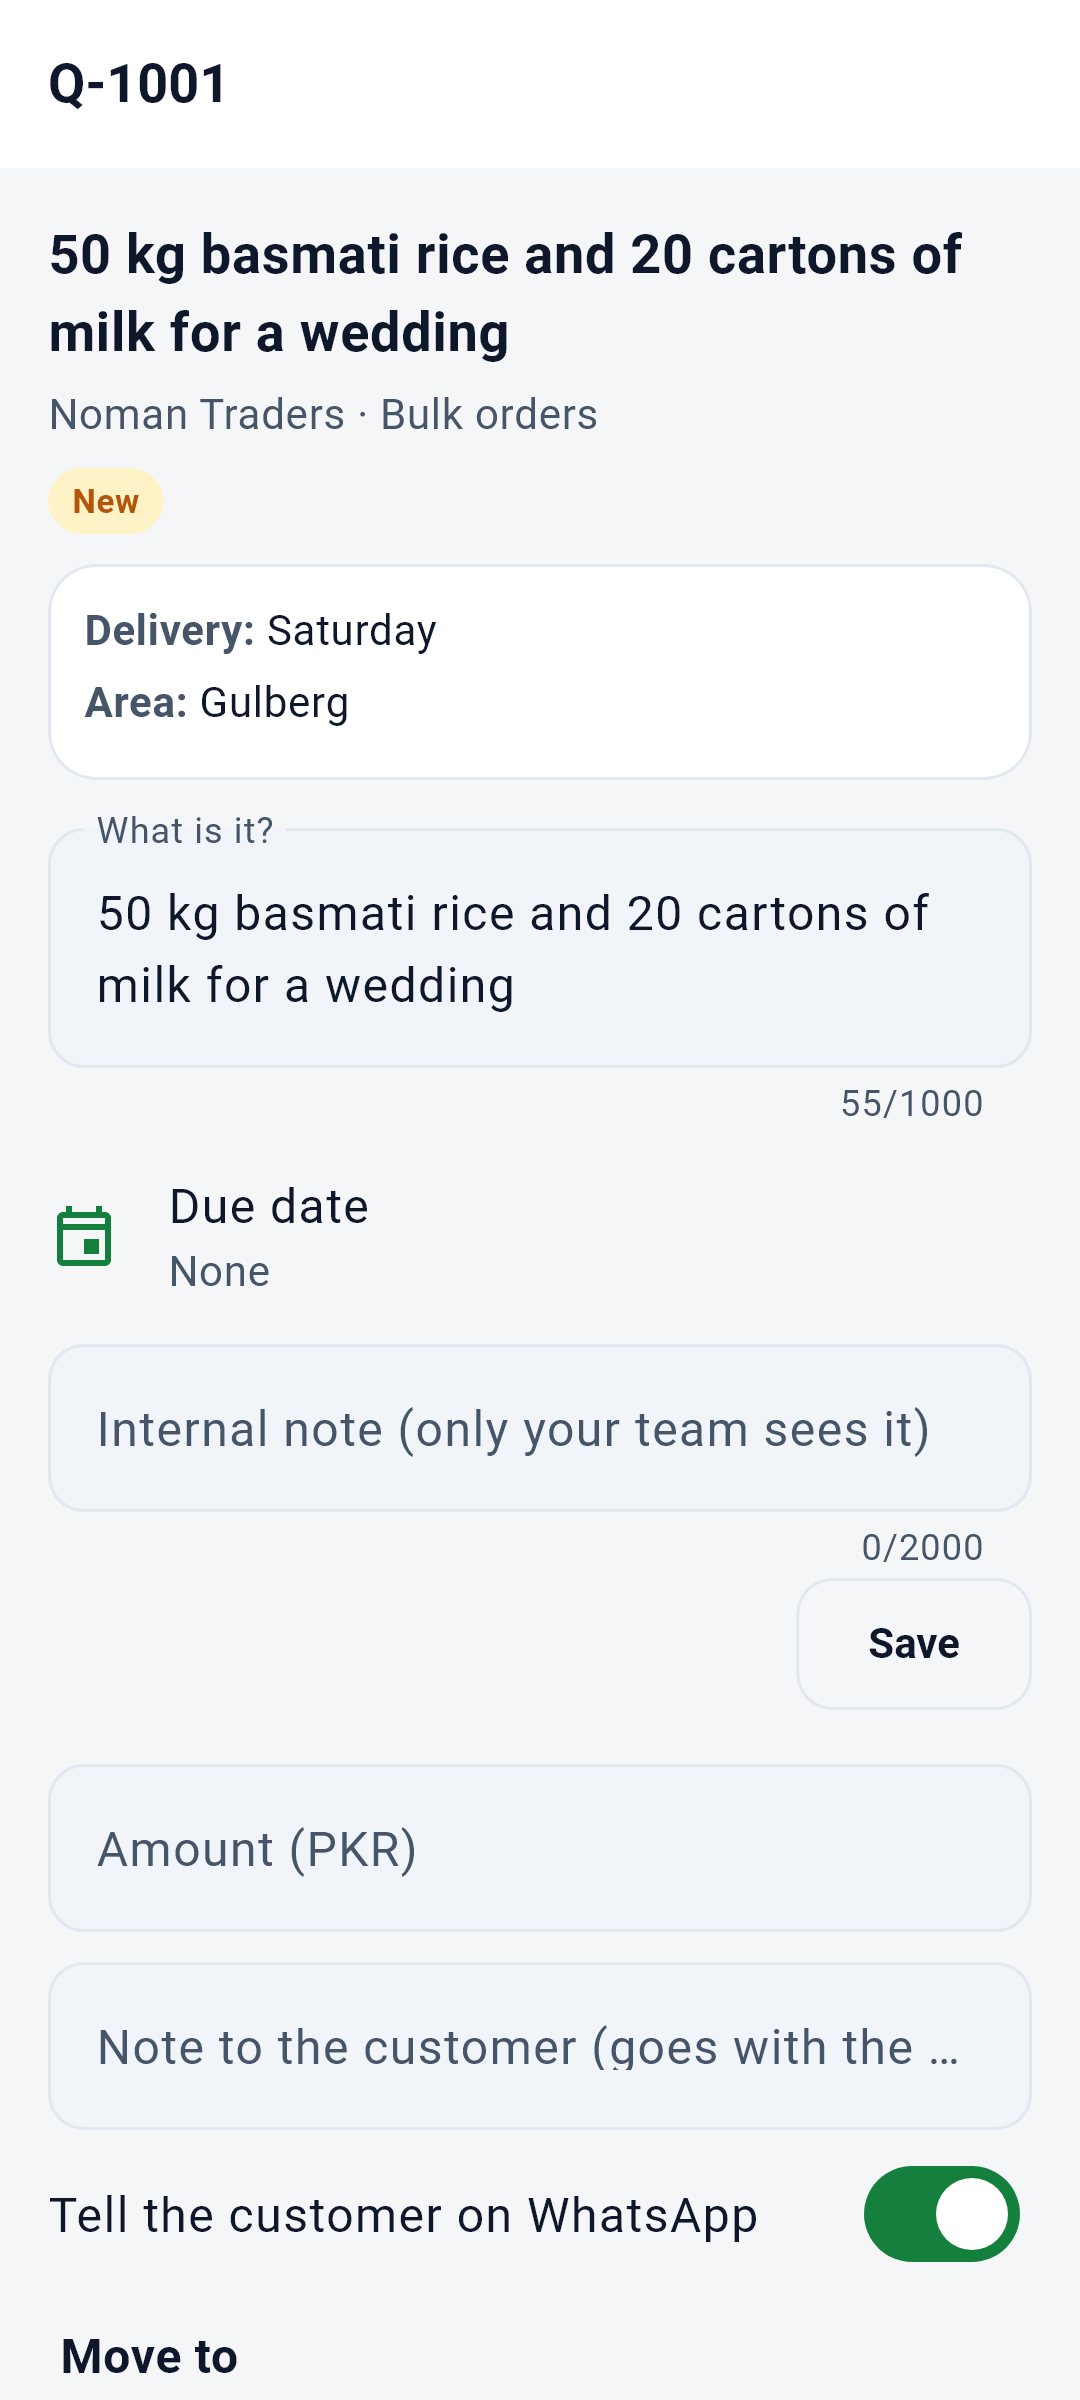 Q-1001
50 kg basmati rice and 20 cartons of
milk for a wedding
Noman Traders · Bulk orders
New
Delivery: Saturday
Area: Gulberg
What is it?
50 kg basmati rice and 20 cartons of
milk for a wedding
55/1000
Due date
None
Internal note (only your team sees it)
0/2000
Save
Amount (PKR)
Note to the customer (goes with the …
Tell the customer on WhatsApp
Move to